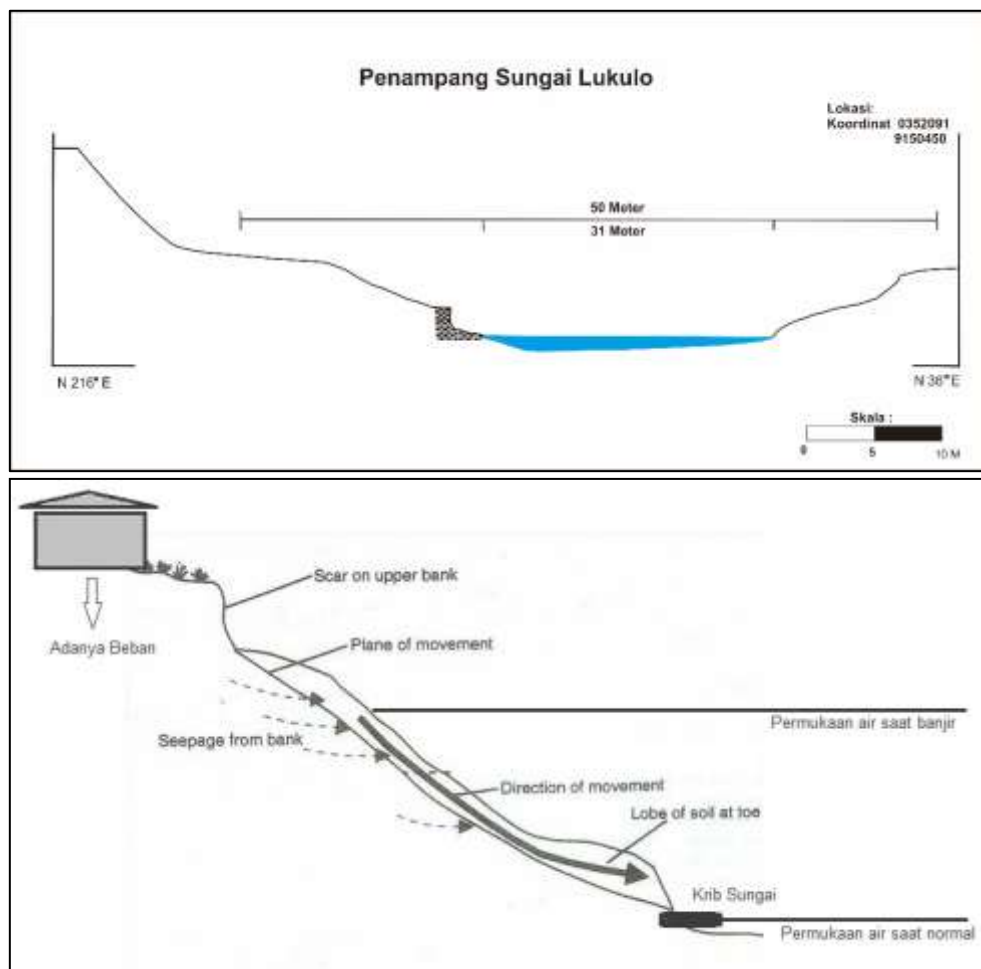 Penampang Sungai Lukulo
Lokasi:
Koordinat 0352091
9150450
50 Meter
31 Meter
N 216° E
N 36° E
Skala :
0 5 10 M
Scar on upper bank
Adanya Beban
Plane of movement
Permukaan air saat banjir
Seepage from bank
Direction of movement
Lobe of soil at toe
Krib Sungai
Permukaan air saat normal